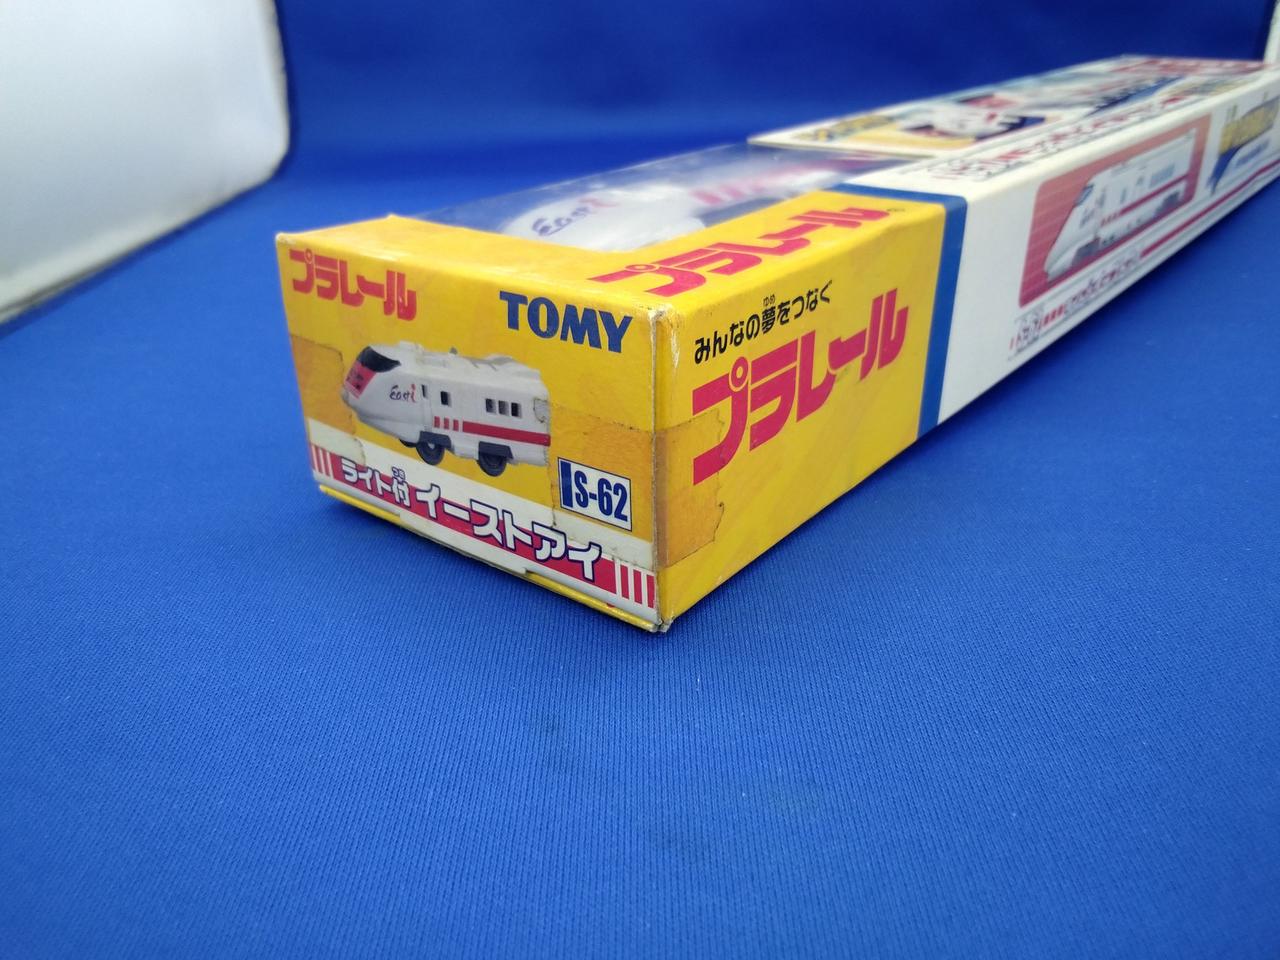 プラレール
TOMY
East i
S-62
ライト付 イーストアイ
つき
East i
プラレール
みんなの夢をつなぐ
ゆめ
プラレール